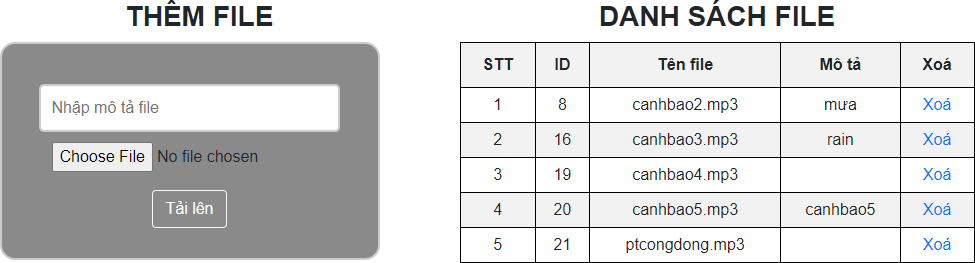 THÊM FILE
Nhập mô tả file
Choose File No file chosen
Tải lên
DANH SÁCH FILE
STT ID Tên file Mô tả Xoá
1 8 canhbao2.mp3 mưa Xoá
2 16 canhbao3.mp3 rain Xoá
3 19 canhbao4.mp3 Xoá
4 20 canhbao5.mp3 canhbao5 Xoá
5 21 ptcongdong.mp3 Xoá